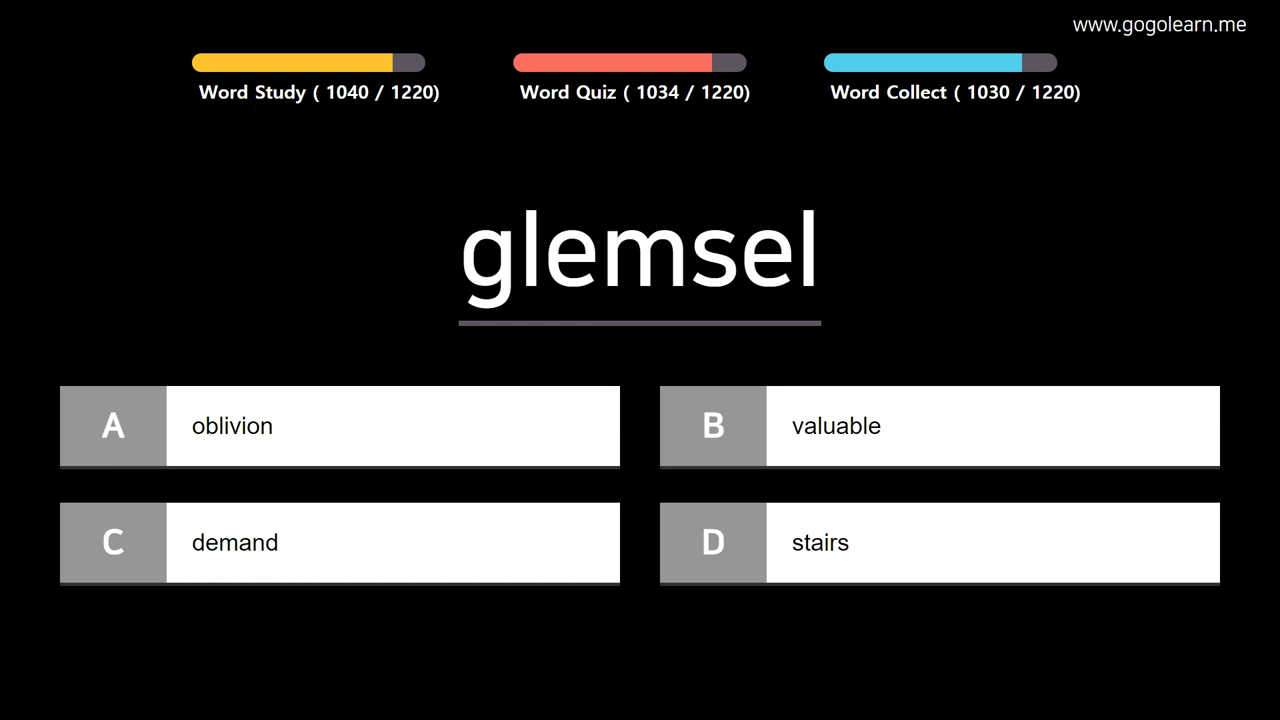 www.gogolearn.me
Word Study ( 1040 / 1220)
Word Quiz ( 1034 / 1220)
Word Collect ( 1030 / 1220)
glemsel
A oblivion
B valuable
C demand
D stairs